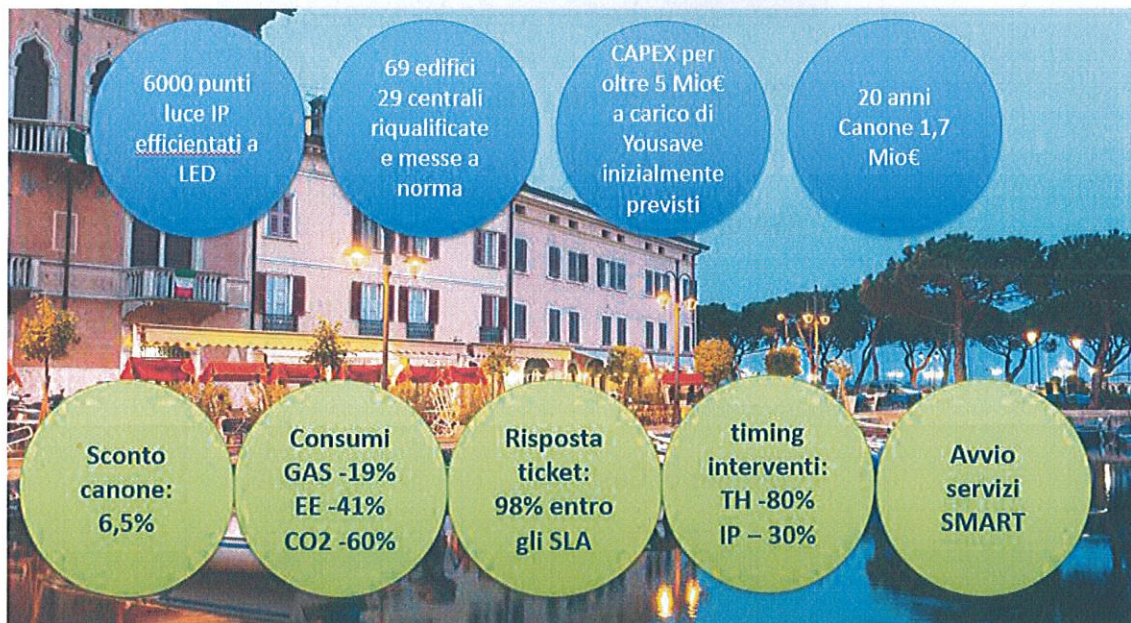 6000 punti
luce IP
efficientati a
LED
69 edifici
29 centrali
riqualificate
e messe a
norma
CAPEX per
oltre 5 Mio€
a carico di
Yousave
inizialmente
previsti
20 anni
Canone 1,7
Mio€
Sconto
canone:
6,5%
Consumi
GAS -19%
EE -41%
CO2 -60%
Risposta
ticket:
98% entro
gli SLA
timing
interventi:
TH -80%
IP – 30%
Avvio
servizi
SMART